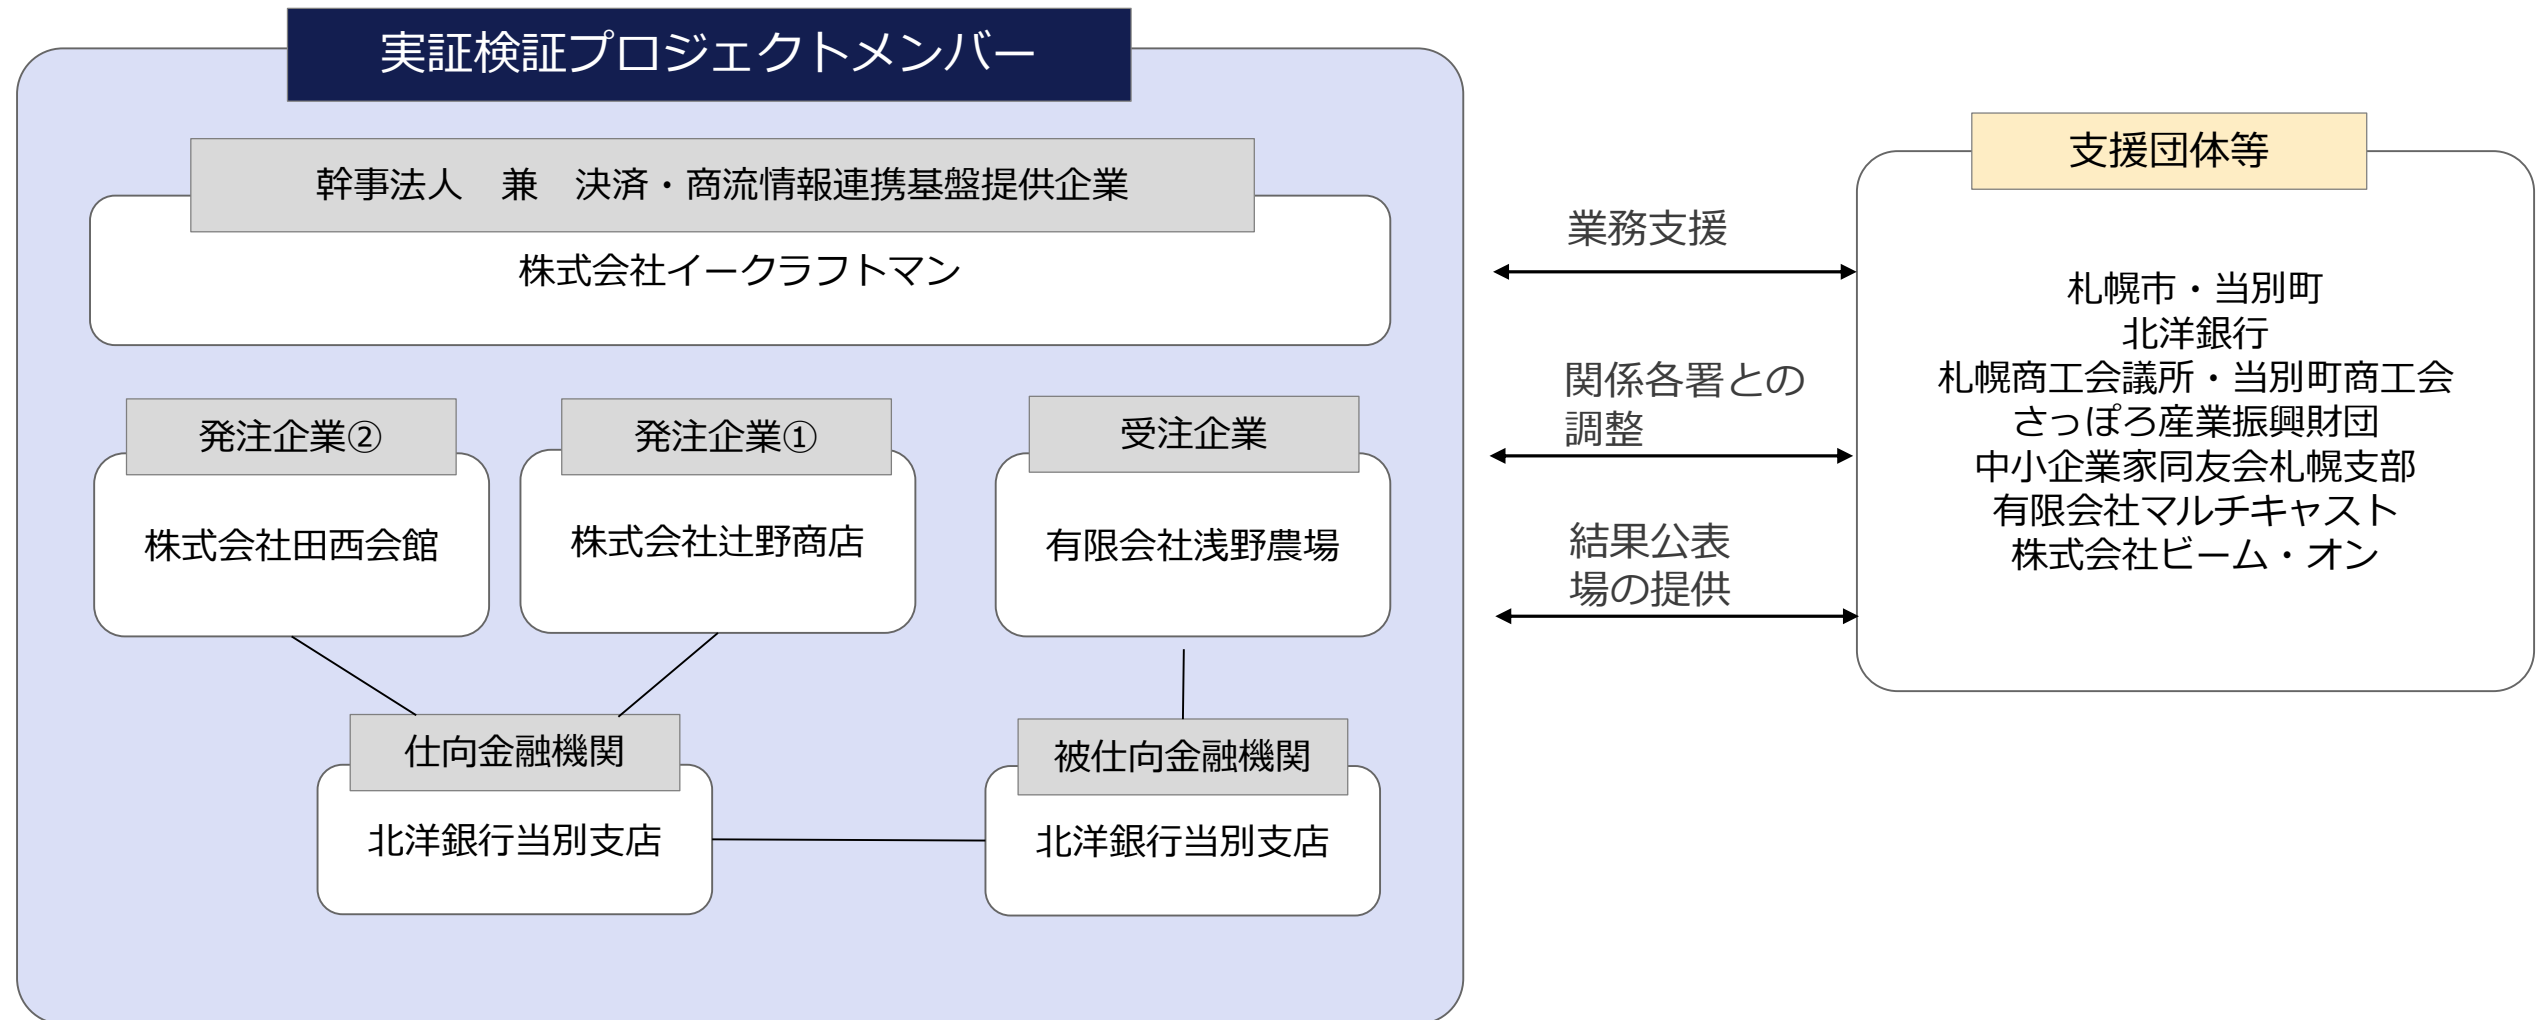 実証検証プロジェクトメンバー
幹事法人　兼　決済・商流情報連携基盤提供企業
株式会社イークラフトマン
発注企業②
株式会社田西会館
発注企業①
株式会社辻野商店
受注企業
有限会社浅野農場
仕向金融機関
北洋銀行当別支店
被仕向金融機関
北洋銀行当別支店
業務支援
関係各署との
調整
結果公表
場の提供
支援団体等
札幌市・当別町
北洋銀行
札幌商工会議所・当別町商工会
さっぽろ産業振興財団
中小企業家同友会札幌支部
有限会社マルチキャスト
株式会社ビーム・オン